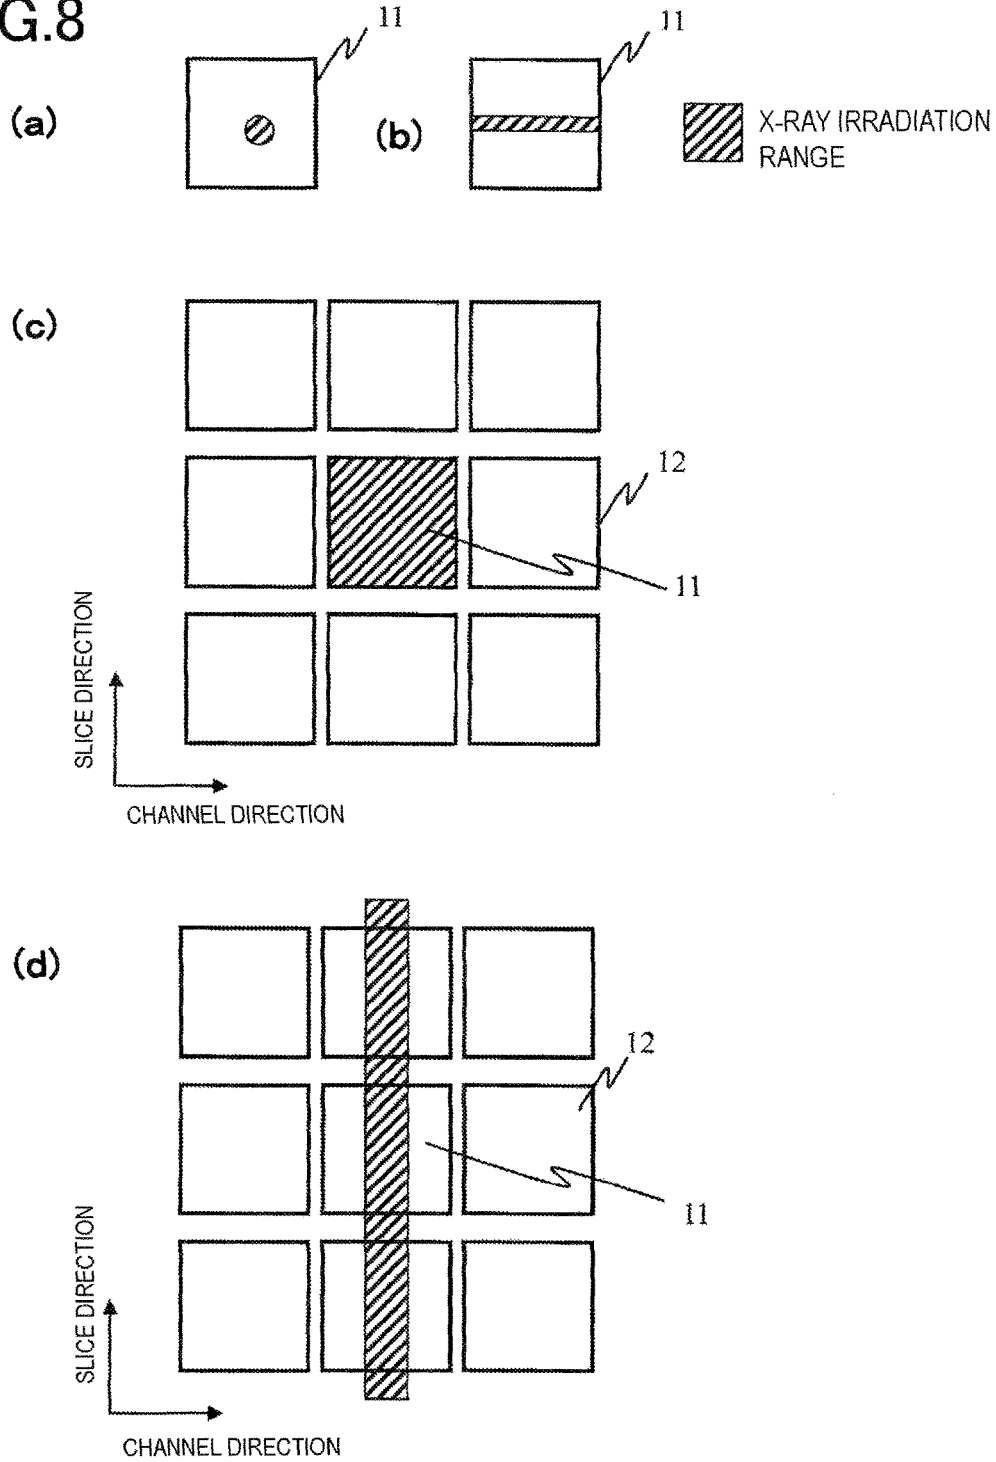 G.8
11
11
(a)
(b)
X-RAY IRRADIATION
RANGE
(c)
12
11
SLICE DIRECTION
CHANNEL DIRECTION
(d)
12
11
SLICE DIRECTION
CHANNEL DIRECTION